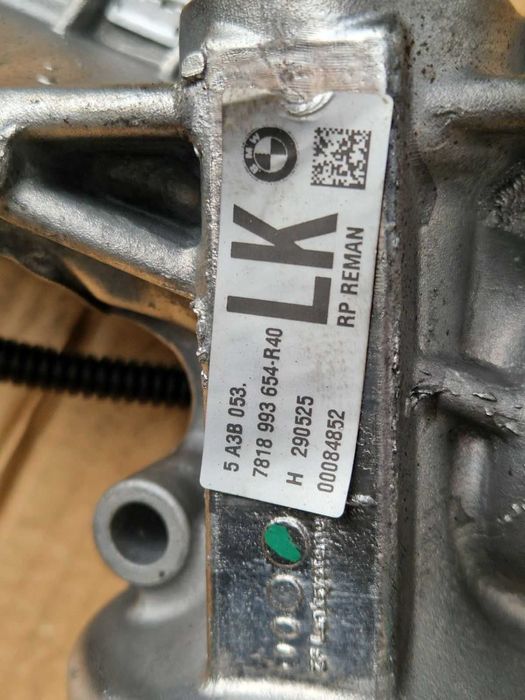 BMW
LK
RP REMAN
5 A3B 053.
7818 993 654-R40
H 290525
00084852